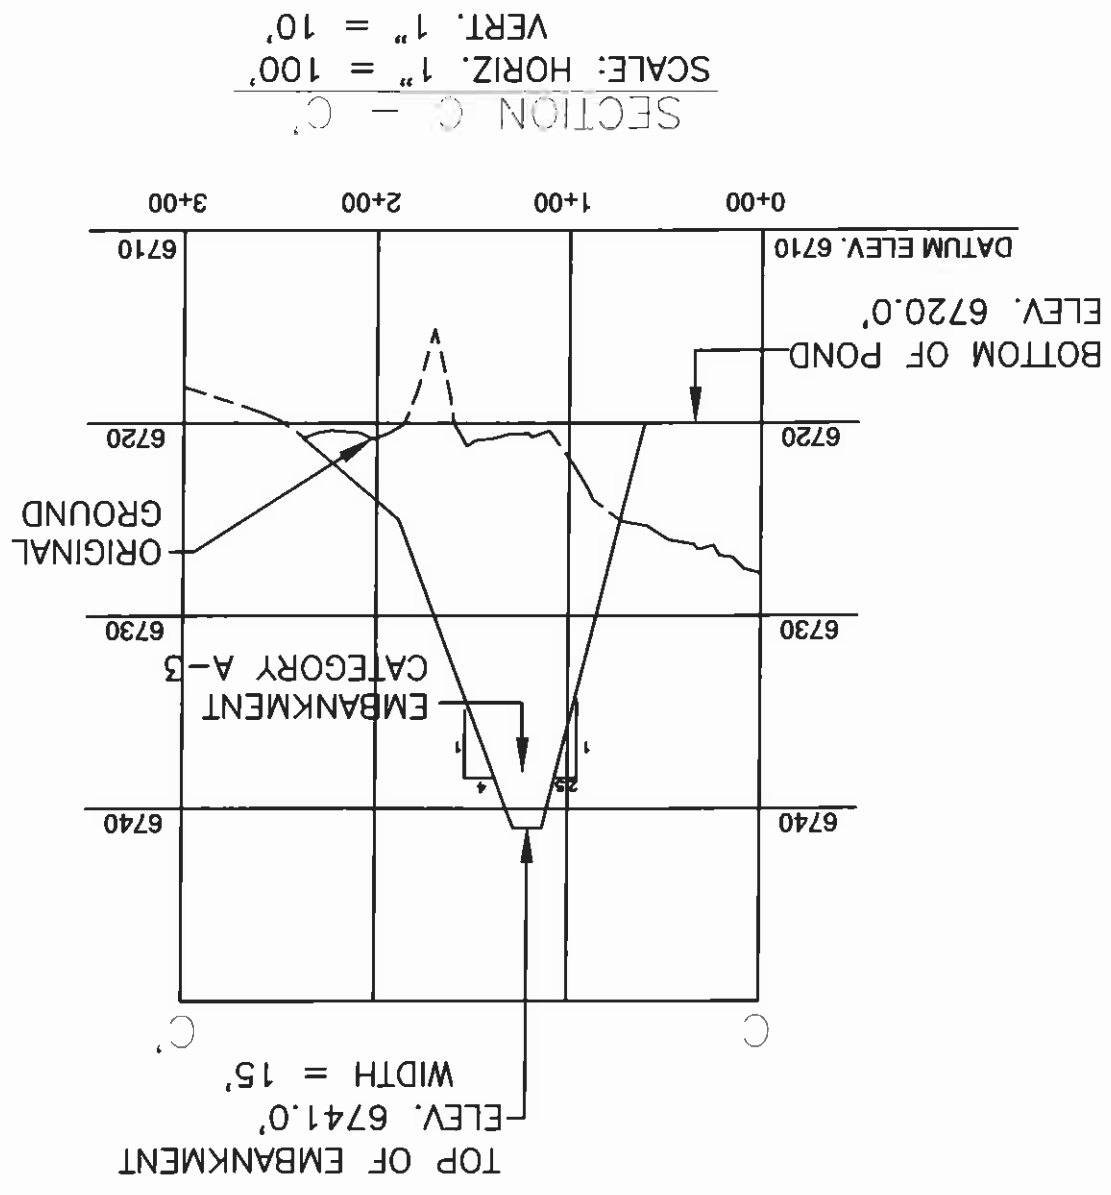 TOP OF EMBANKMENT
ELEV. 6741.0'
WIDTH = 15'
C
C'
6740
6740
2.5
1
4
1
EMBANKMENT
CATEGORY A-3
6730
6730
ORIGINAL
GROUND
6720
6720
BOTTOM OF POND
ELEV. 6720.0'
DATUM ELEV. 6710
6710
0+00
1+00
2+00
3+00
SECTION C - C'
SCALE: HORIZ. 1" = 100'
VERT. 1" = 10'